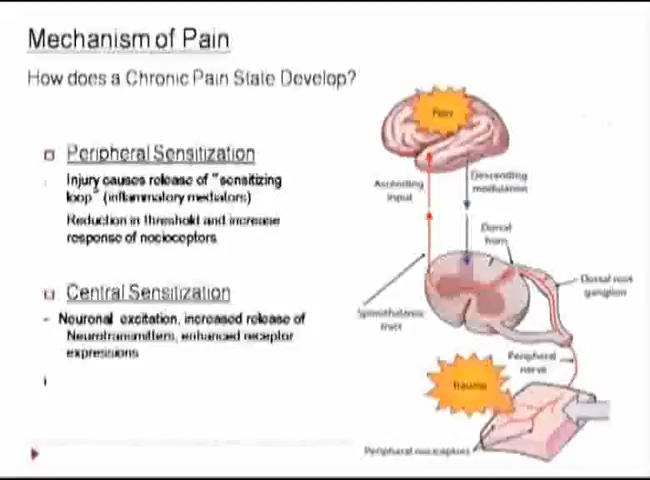 Mechanism of Pain
How does a Chronic Pain State Develop?
Peripheral Sensitization
Injury causes release of "sensitizing
loop" (inflammatory mediators)
Reduction in threshold and increase
response of nocioceptors
Central Sensitization
- Neuronal excitation, increased release of
Neurotransmitters, enhanced receptor
expressions
Pain
Ascending
input
Descending
modulation
Dorsal
horn
Dorsal root
ganglion
Spinothalamic
tract
Peripheral
nerve
Trauma
Peripheral nociceptors